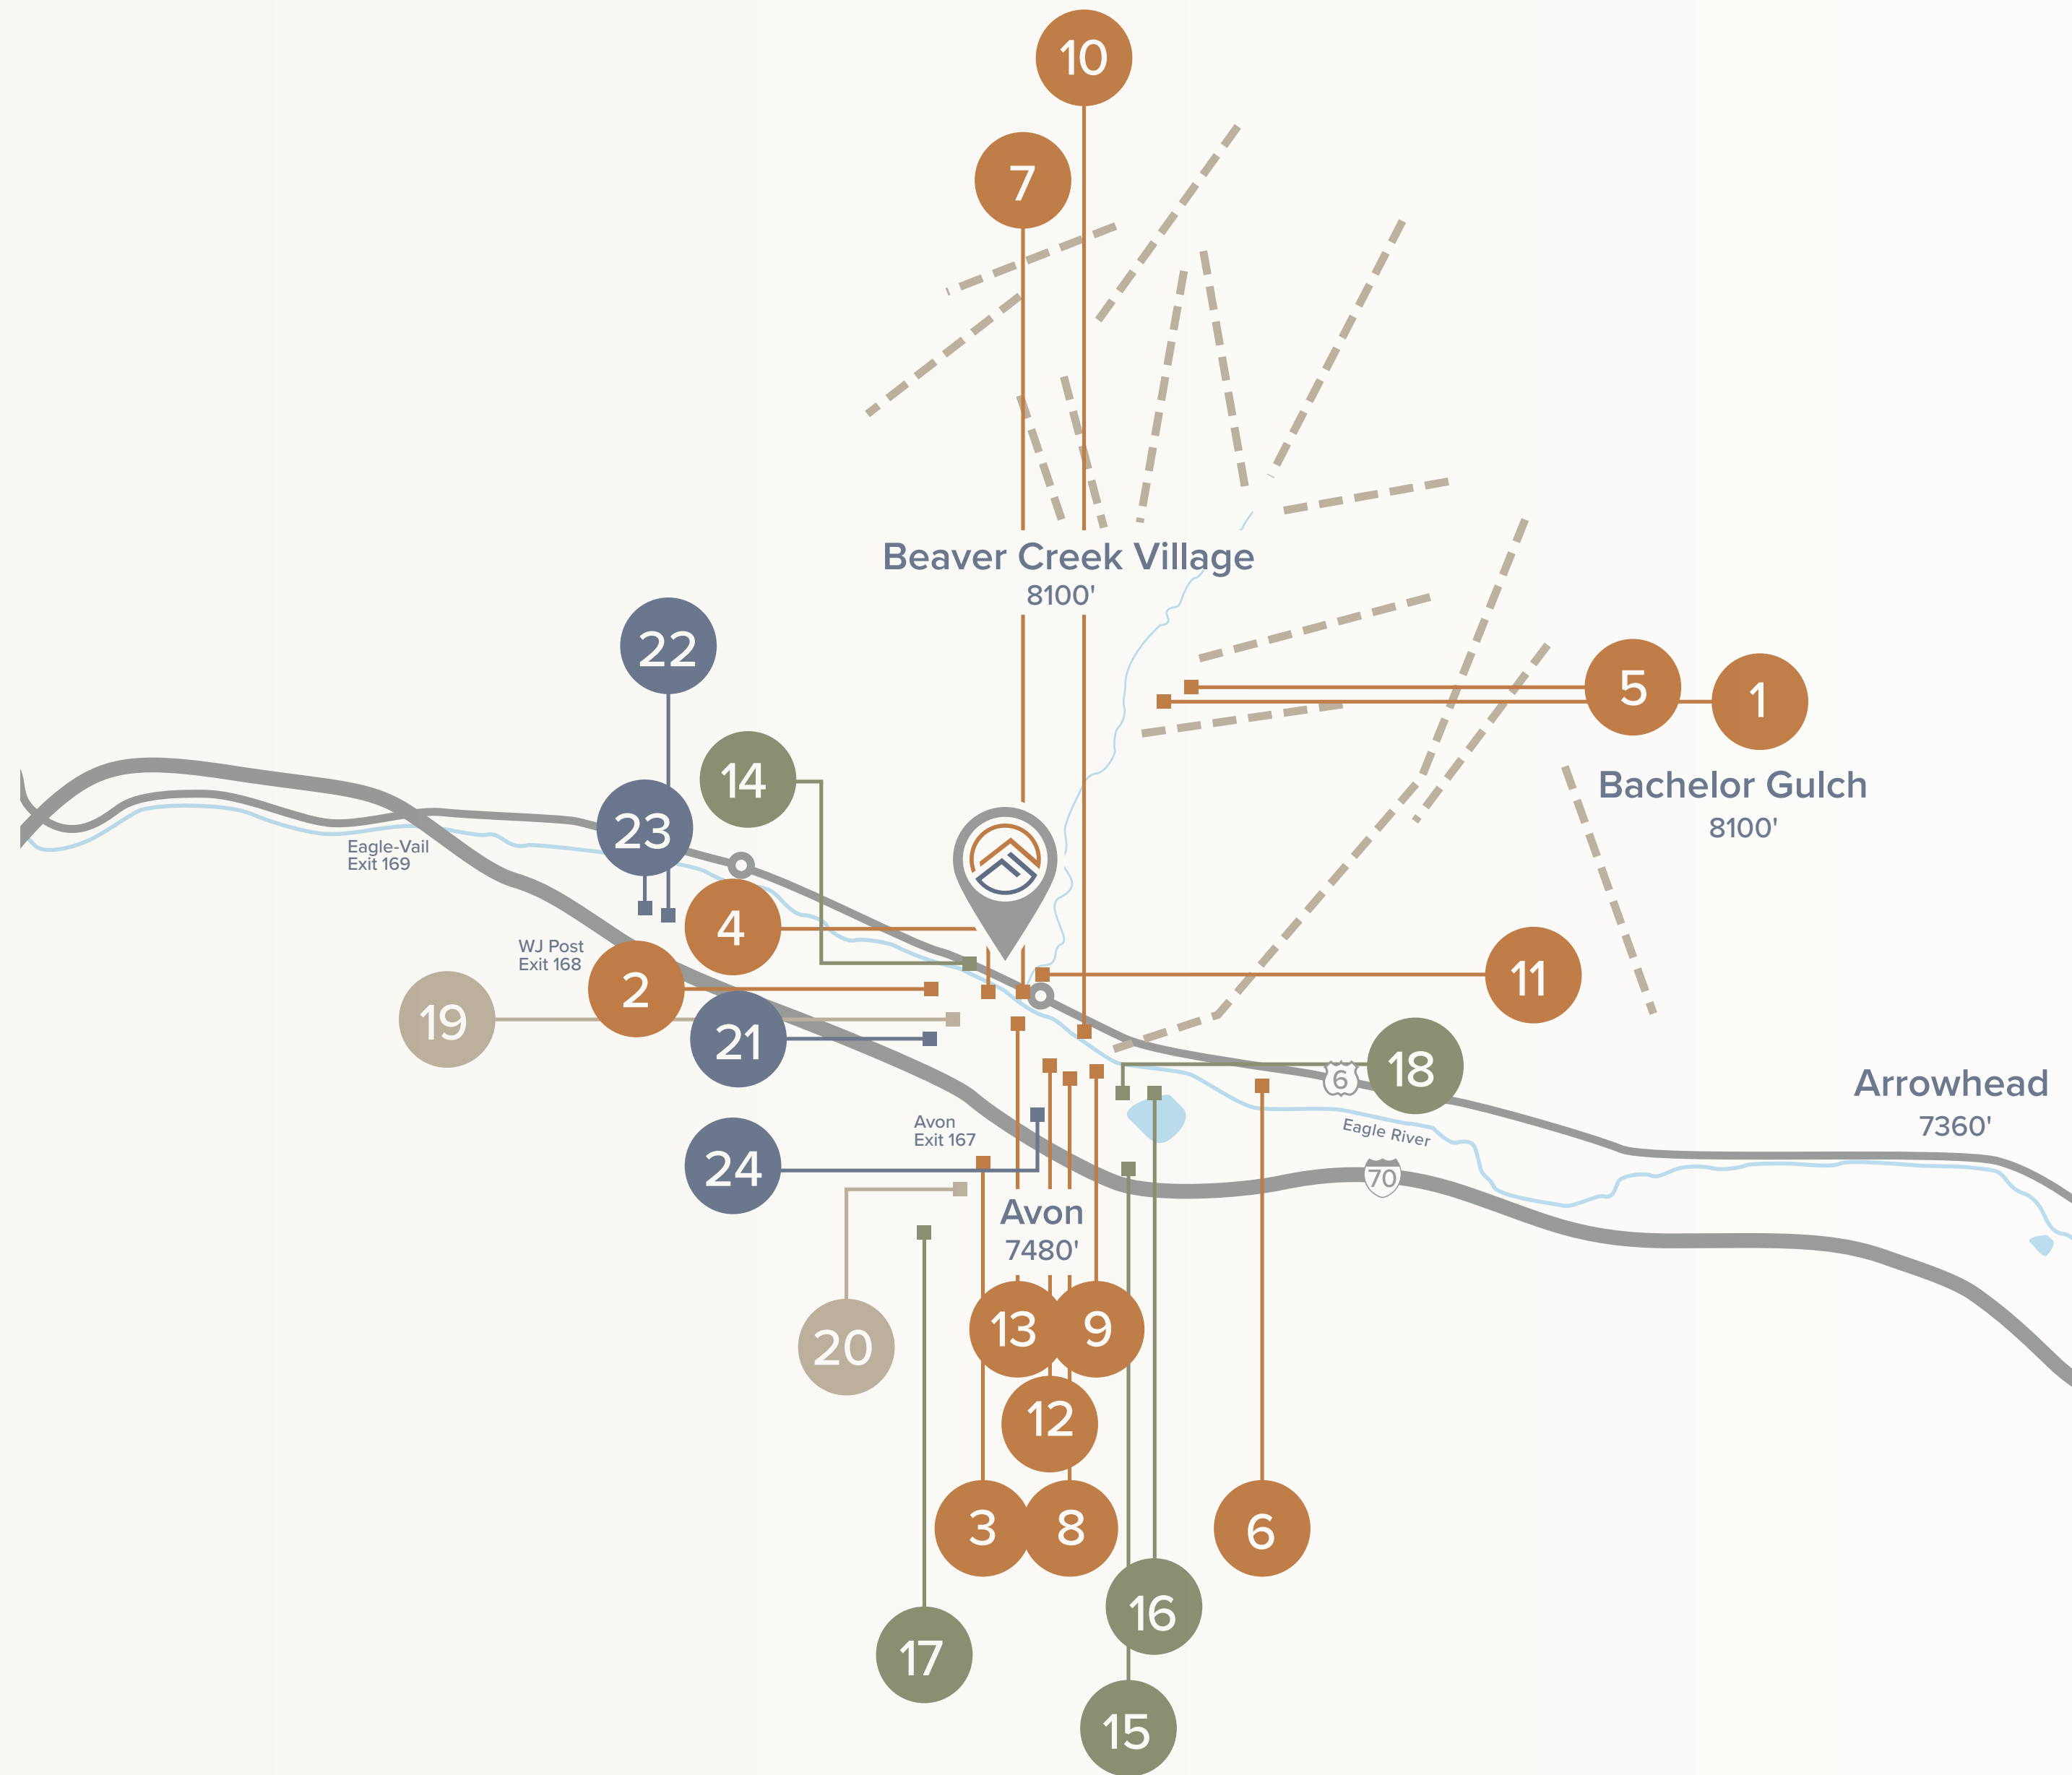 10
7
Beaver Creek Village
8100'
22
5
1
14
Bachelor Gulch
8100'
23
Eagle-Vail
Exit 169
4
WJ Post
Exit 168
2
11
19
21
18
6
Arrowhead
7360'
Avon
Exit 167
Eagle River
24
70
Avon
7480'
20
13
9
12
3
8
6
16
17
15